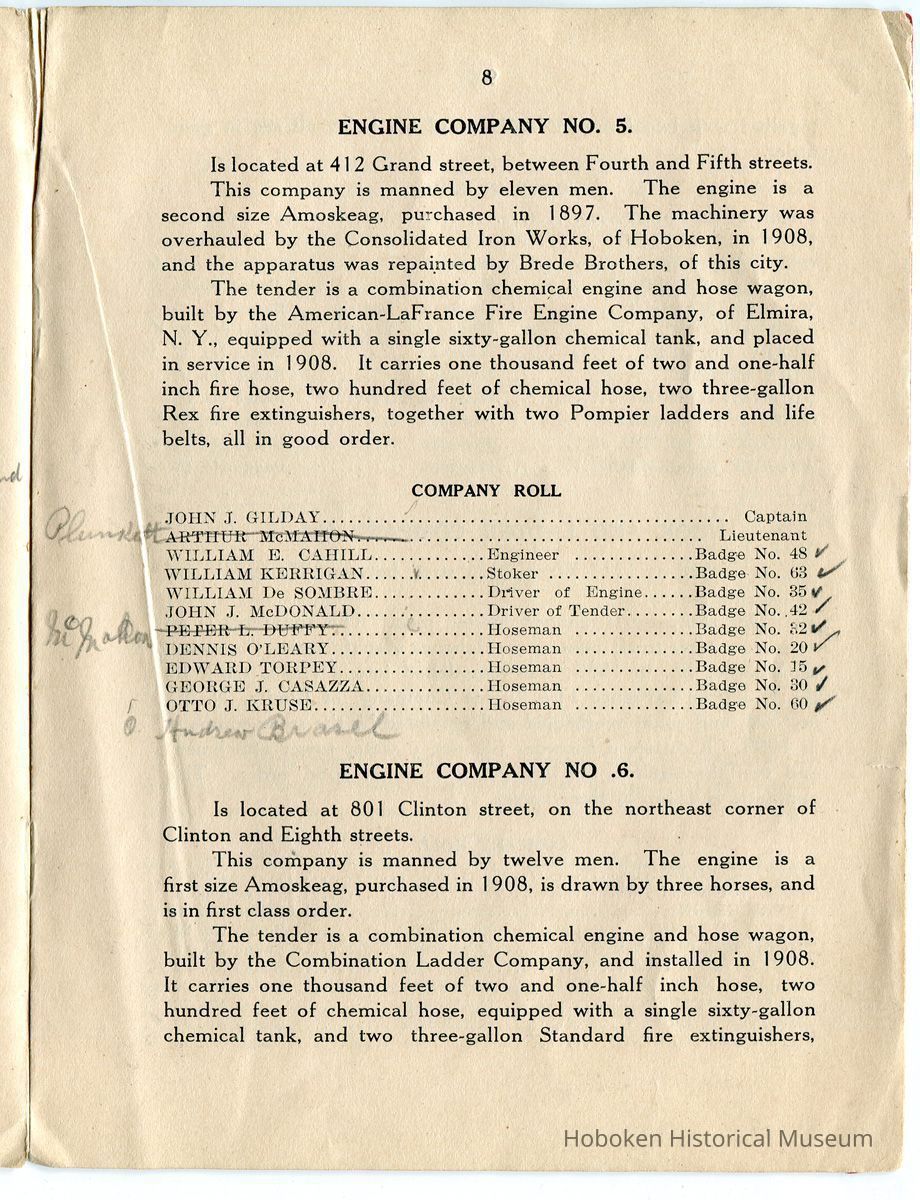 8
ENGINE COMPANY NO. 5.
Is located at 412 Grand street, between Fourth and Fifth streets.
This company is manned by eleven men. The engine is a
second size Amoskeag, purchased in 1897. The machinery was
overhauled by the Consolidated Iron Works, of Hoboken, in 1908,
and the apparatus was repainted by Brede Brothers, of this city.
The tender is a combination chemical engine and hose wagon,
built by the American-LaFrance Fire Engine Company, of Elmira,
N. Y., equipped with a single sixty-gallon chemical tank, and placed
in service in 1908. It carries one thousand feet of two and one-half
inch fire hose, two hundred feet of chemical hose, two three-gallon
Rex fire extinguishers, together with two Pompier ladders and life
belts, all in good order.
COMPANY ROLL
JOHN J. GILDAY........................................ Captain
Plunkett ARTHUR McMAHON........................................ Lieutenant
WILLIAM E. CAHILL............Engineer ..............Badge No. 48 ✓
WILLIAM KERRIGAN............Stoker .................Badge No. 63 ✓
WILLIAM De SOMBRE............Driver of Engine......Badge No. 35 ✓
JOHN J. McDONALD..............Driver of Tender........Badge No. 42 ✓
McMahon PETER L. DUFFY.................Hoseman ..............Badge No. 32 ✓
DENNIS O'LEARY.................Hoseman ..............Badge No. 20 ✓
EDWARD TORPEY................Hoseman ..............Badge No. 15 ✓
GEORGE J. CASAZZA.............Hoseman ..............Badge No. 30 ✓
OTTO J. KRUSE...................Hoseman ..............Badge No. 60 ✓
Andrew Brasel
ENGINE COMPANY NO .6.
Is located at 801 Clinton street, on the northeast corner of
Clinton and Eighth streets.
This company is manned by twelve men. The engine is a
first size Amoskeag, purchased in 1908, is drawn by three horses, and
is in first class order.
The tender is a combination chemical engine and hose wagon,
built by the Combination Ladder Company, and installed in 1908.
It carries one thousand feet of two and one-half inch hose, two
hundred feet of chemical hose, equipped with a single sixty-gallon
chemical tank, and two three-gallon Standard fire extinguishers,
Hoboken Historical Museum